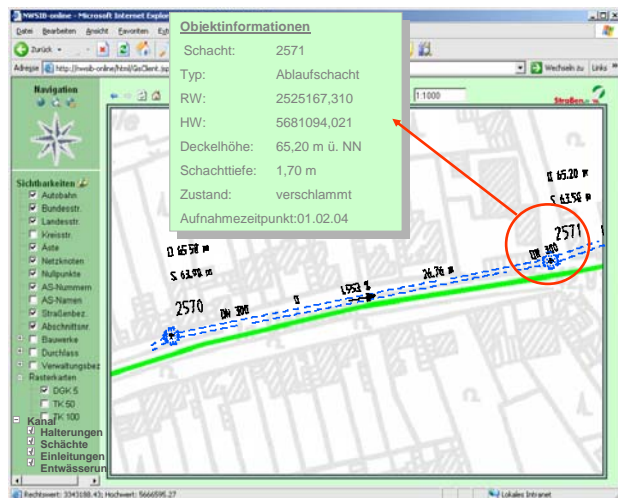 NWSIB-online - Microsoft Internet Explor
Datei Bearbeiten Ansicht Favoriten
Zurück
Adresse http://nwsib-online/html/GisClient.jsp
Wechseln zu Links
Objektinformationen
Schacht: 2571
Typ: Ablaufschacht
RW: 2525167,310
HW: 5681094,021
Deckelhöhe: 65,20 m ü. NN
Schachttiefe: 1,70 m
Zustand: verschlammt
Aufnahmezeitpunkt:01.02.04
Navigation
1:1000
Sichtbarkeiten
Autobahn
Bundesstr.
Landesstr.
Kreisstr.
Äste
Netzknoten
Nullpunkte
AS-Nummern
AS-Namen
Straßenbez.
Abschnittsnr.
Bauwerke
Durchlass
Verwaltungsbez
Rasterkarten
DGK 5
TK 50
TK 100
Kanal
Halterungen
Schächte
Einleitungen
Entwässerun
D 65.20 m
S 63.50 m
2571
DN 300
D 65.58 m
S 63.98 m
2570
DN 300
1.553 %
26.76 m
Rechtswert: 3343188.43; Hochwert: 5666595.27
Lokales Intranet